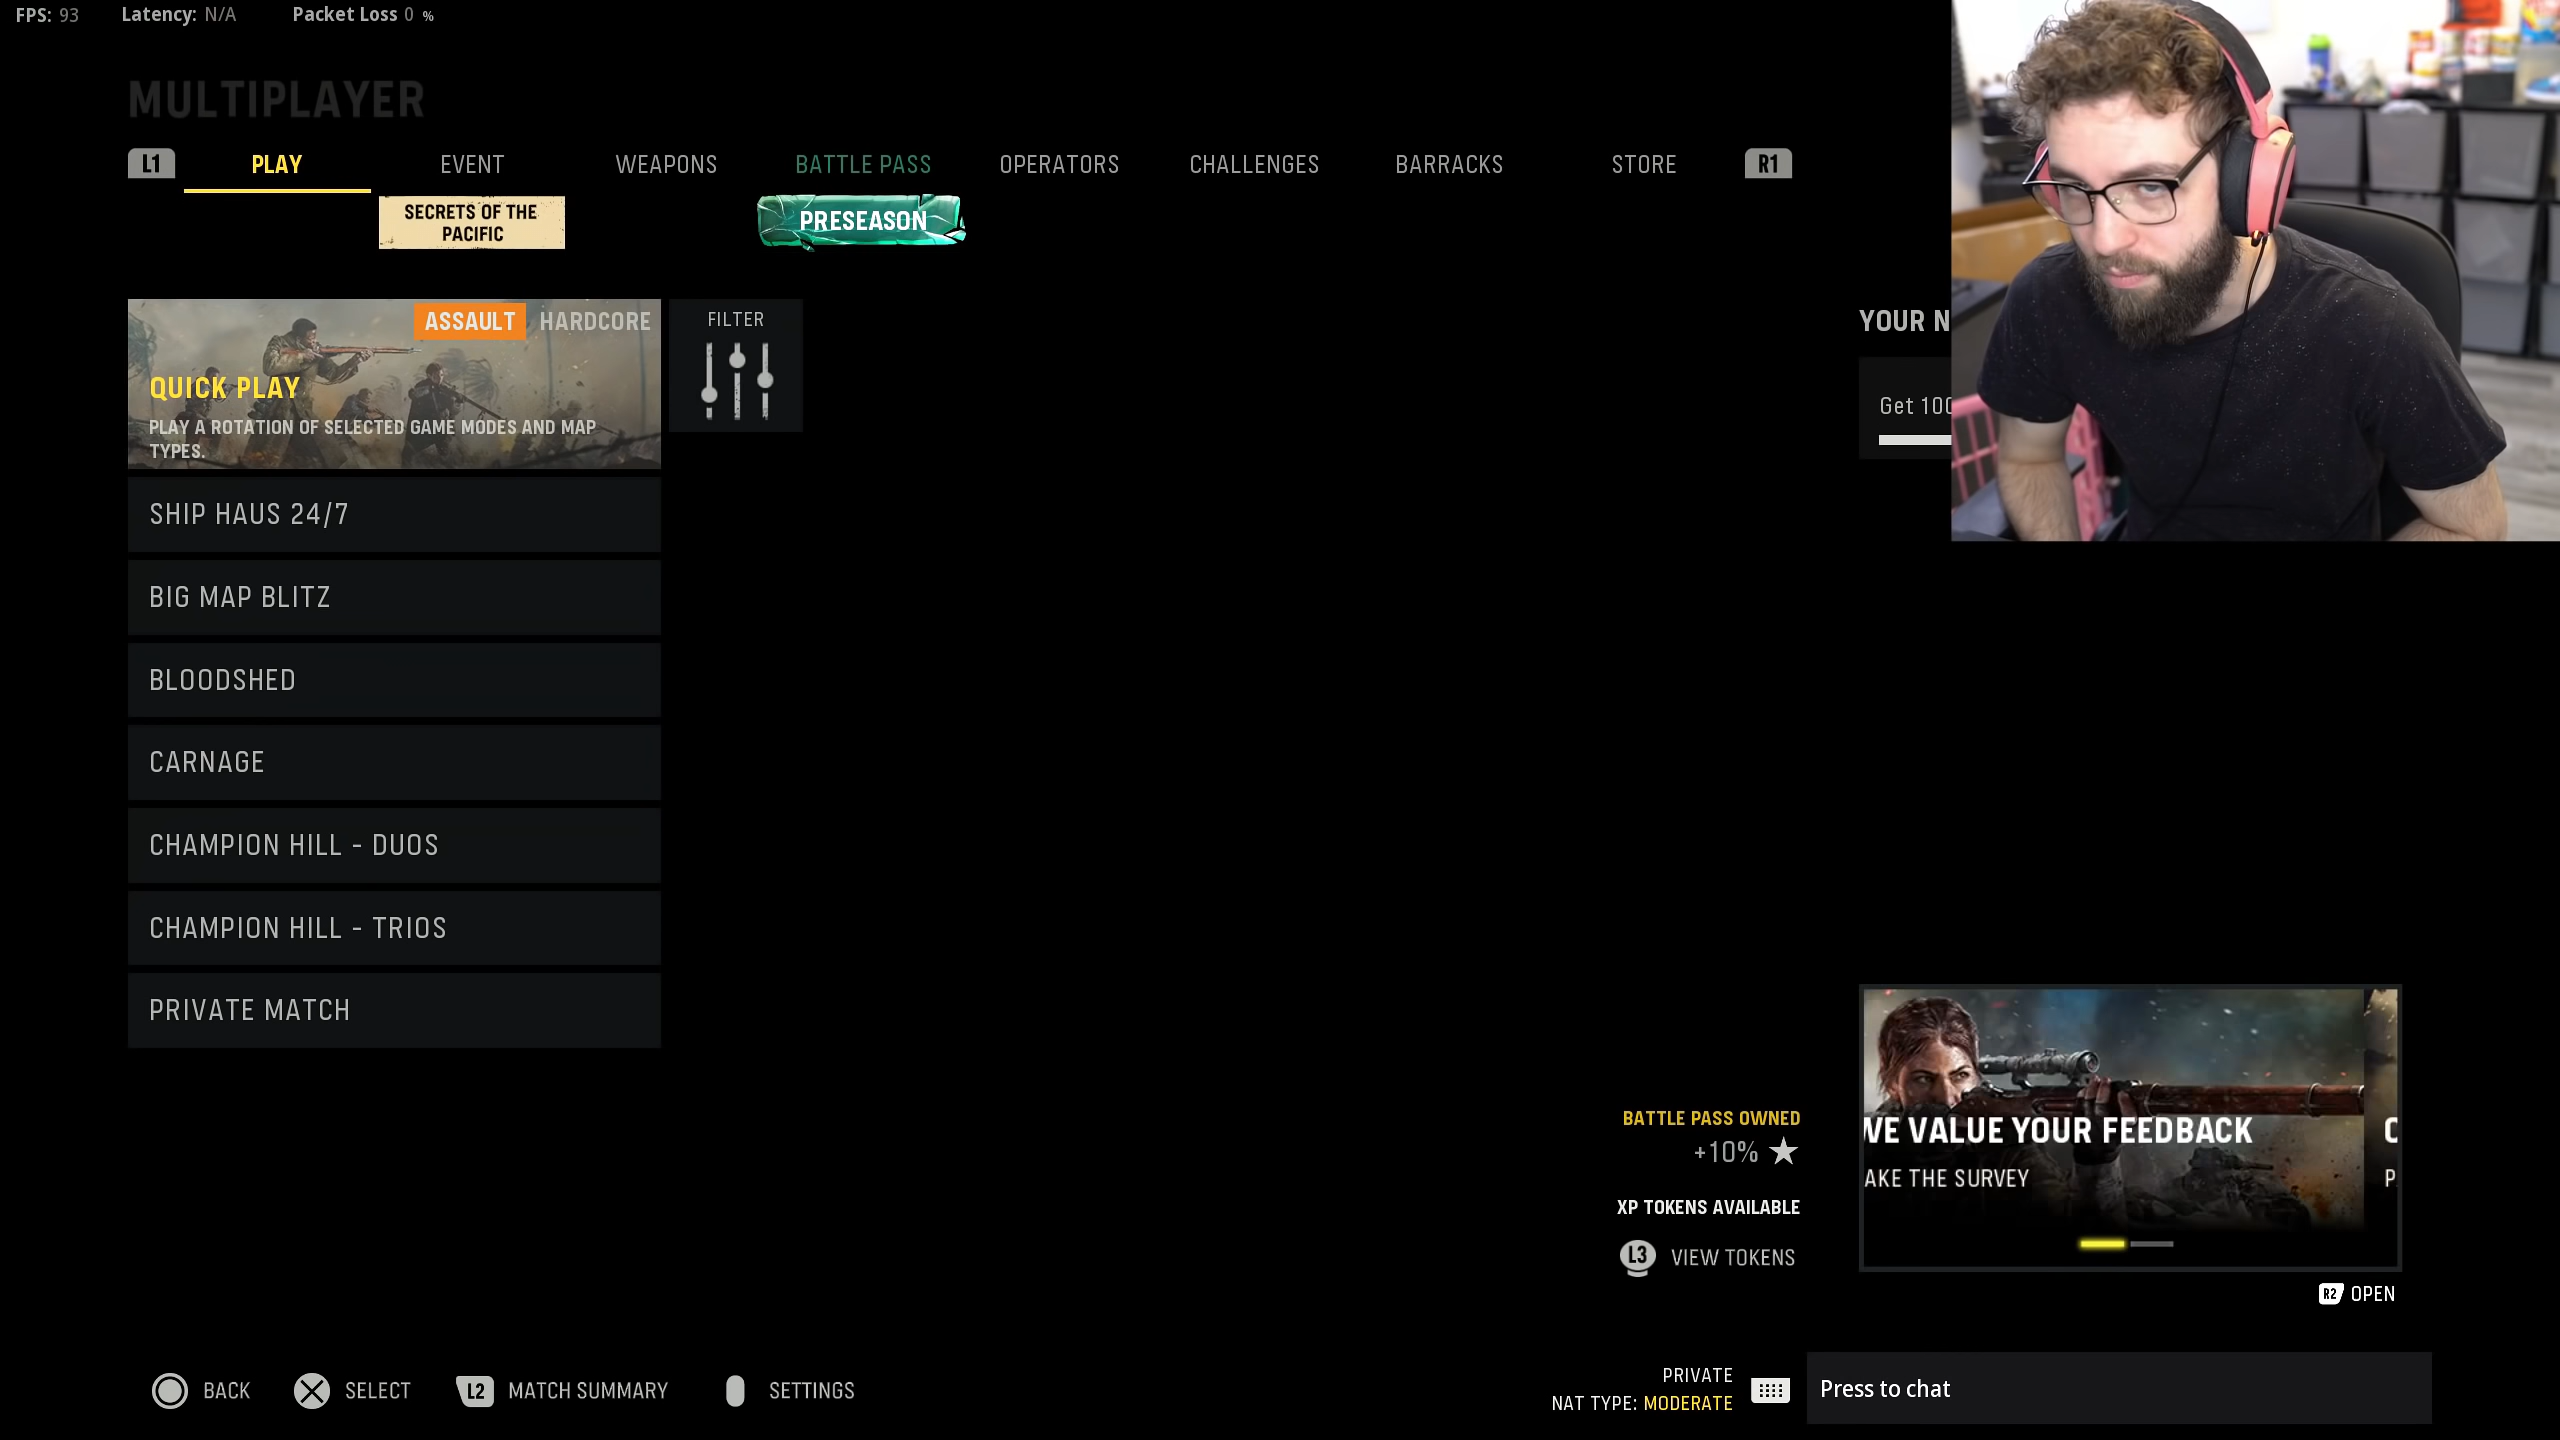 FPS: 93 Latency: N/A Packet Loss 0 %
MULTIPLAYER
L1 PLAY EVENT WEAPONS BATTLE PASS OPERATORS CHALLENGES BARRACKS STORE R1
SECRETS OF THE
PACIFIC
PRESEASON
ASSAULT HARDCORE
QUICK PLAY
PLAY A ROTATION OF SELECTED GAME MODES AND MAP
TYPES.
FILTER
YOUR N
Get 100
SHIP HAUS 24/7
BIG MAP BLITZ
BLOODSHED
CARNAGE
CHAMPION HILL - DUOS
CHAMPION HILL - TRIOS
PRIVATE MATCH
BATTLE PASS OWNED
+10%
XP TOKENS AVAILABLE
L3 VIEW TOKENS
WE VALUE YOUR FEEDBACK
AKE THE SURVEY
P
R2 OPEN
BACK SELECT L2 MATCH SUMMARY SETTINGS
PRIVATE
NAT TYPE: MODERATE
Press to chat